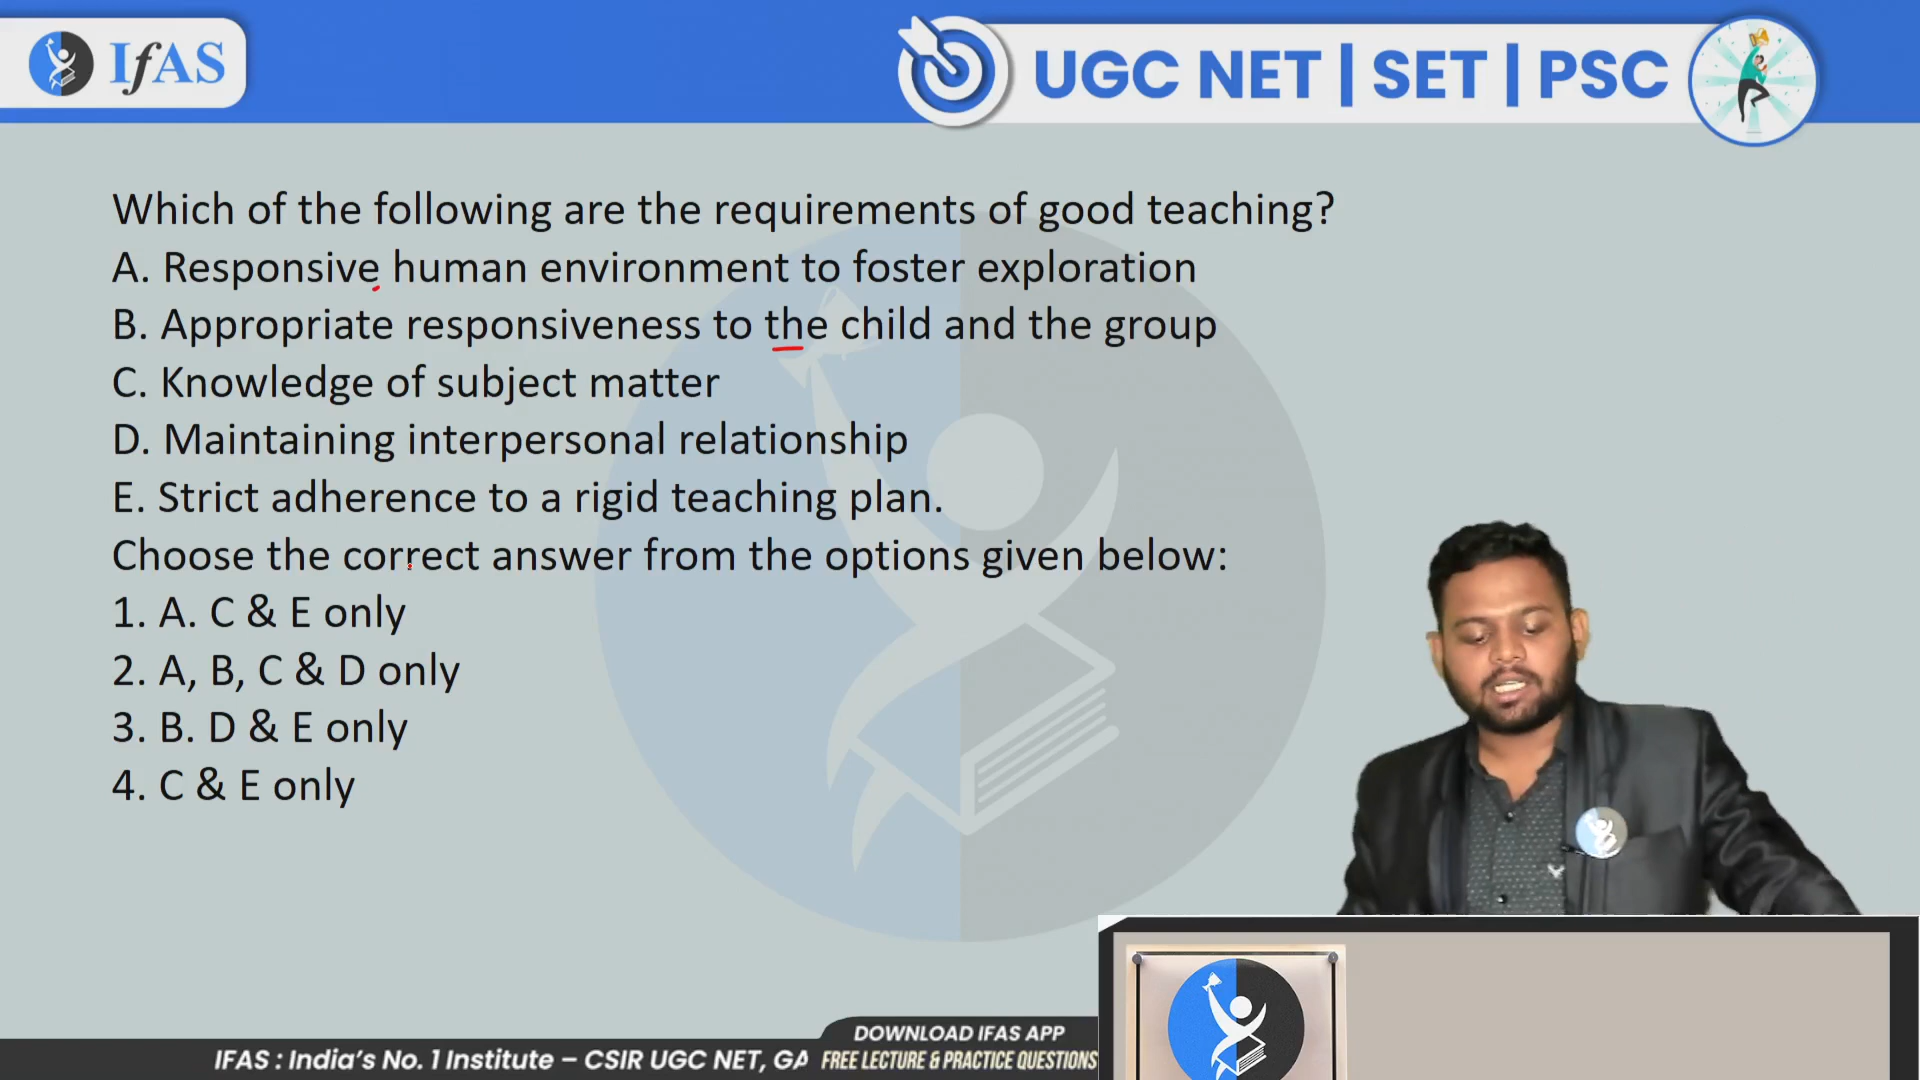 IfAS
UGC NET | SET | PSC
Which of the following are the requirements of good teaching?
A. Responsive human environment to foster exploration
B. Appropriate responsiveness to the child and the group
C. Knowledge of subject matter
D. Maintaining interpersonal relationship
E. Strict adherence to a rigid teaching plan.
Choose the correct answer from the options given below:
1. A. C & E only
2. A, B, C & D only
3. B. D & E only
4. C & E only
DOWNLOAD IFAS APP
IFAS : India's No. 1 Institute – CSIR UGC NET, GA
FREE LECTURE & PRACTICE QUESTIONS